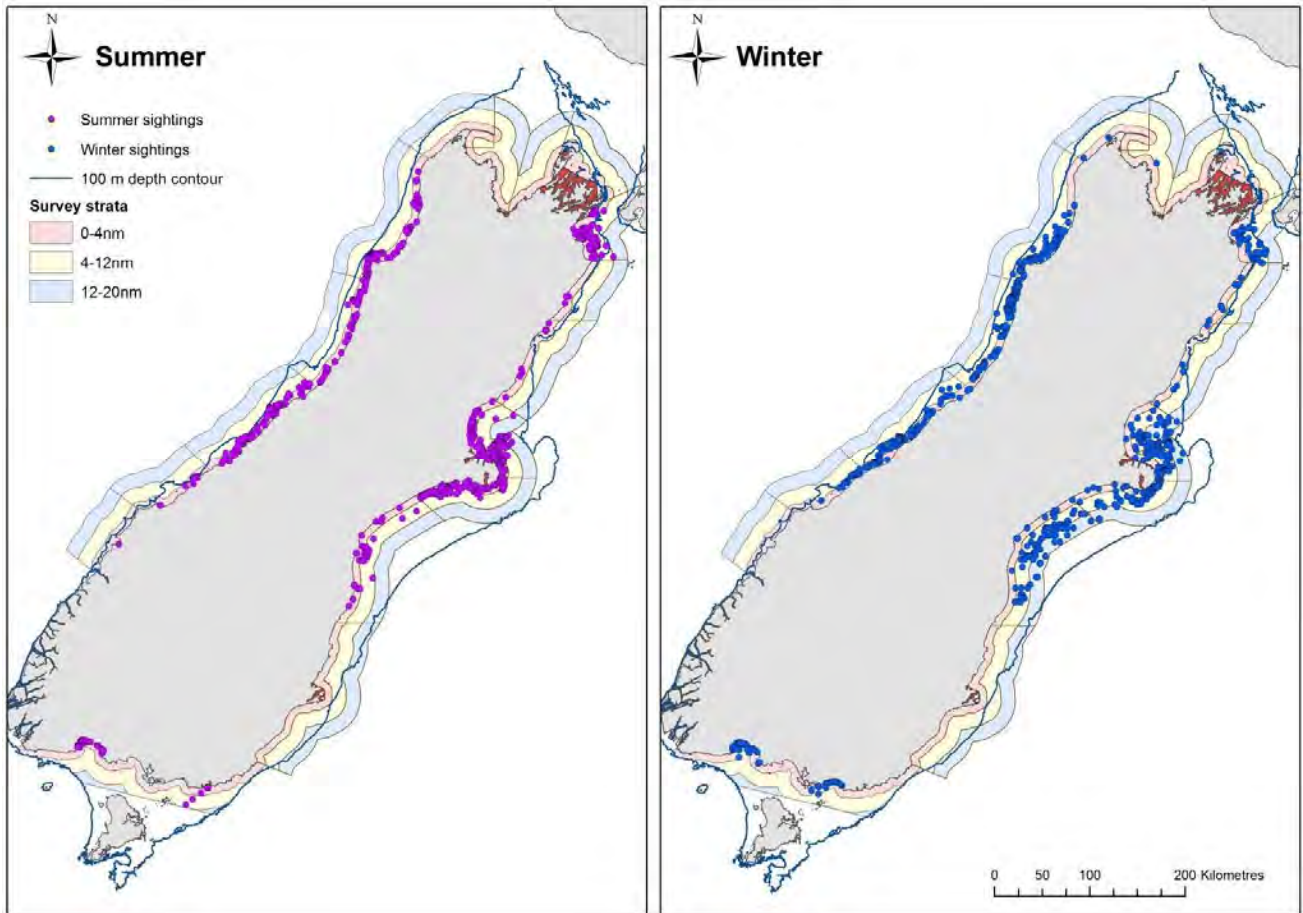 N
Summer
Summer sightings
Winter sightings
100 m depth contour
Survey strata
0-4nm
4-12nm
12-20nm
N
Winter
0 50 100 200 Kilometres